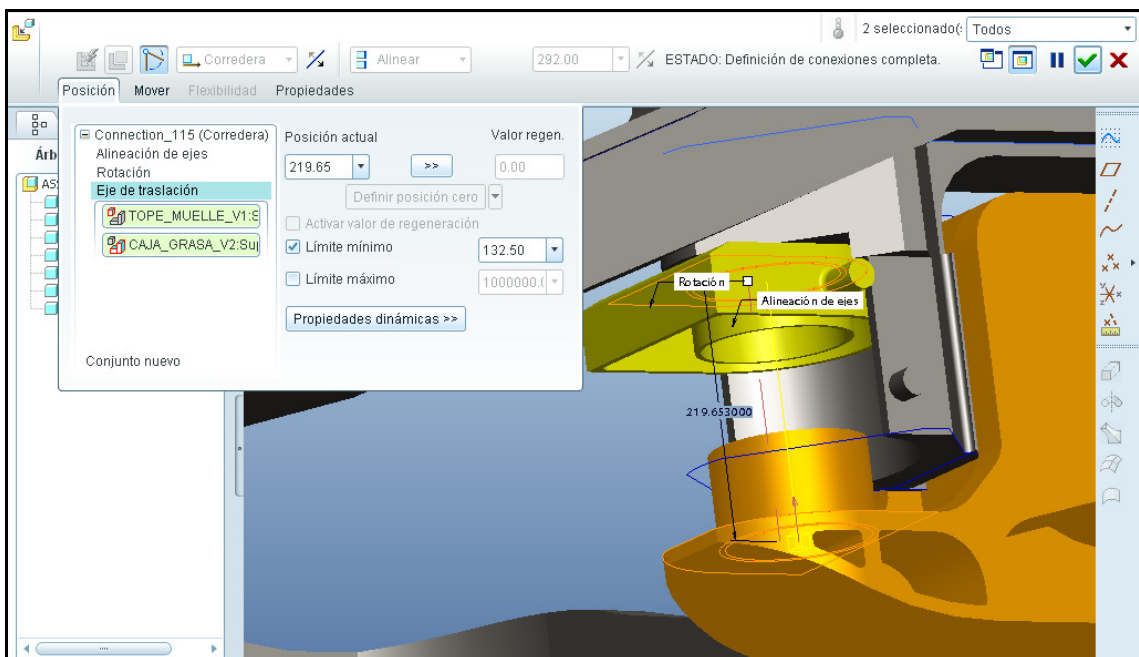 2 seleccionado(:
Todos
Corredera
Alinear
292.00
ESTADO: Definición de conexiones completa.
Posición
Mover
Flexibilidad
Propiedades
Árb
AS
Connection_115 (Corredera)
Alineación de ejes
Rotación
Eje de traslación
TOPE_MUELLE_V1:S
CAJA_GRASA_V2:Su
Conjunto nuevo
Posición actual
Valor regen.
219.65
>>
0.00
Definir posición cero
Activar valor de regeneración
Límite mínimo
132.50
Límite máximo
1000000.(
Propiedades dinámicas >>
Rotación
Alineación de ejes
219.653000